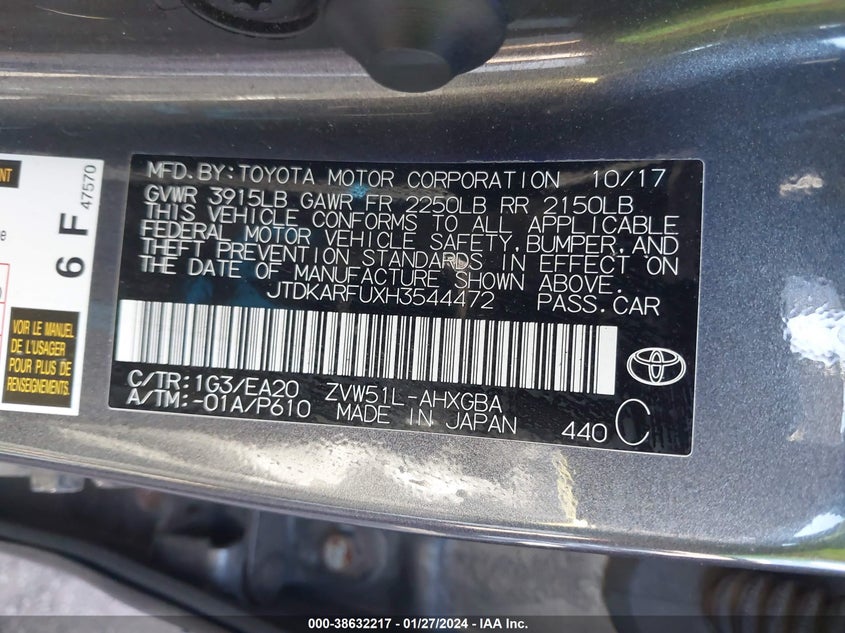 MFD. BY: TOYOTA MOTOR CORPORATION 10/17
GVWR 3915LB GAWR FR 2250LB RR 2150LB
THIS VEHICLE CONFORMS TO ALL APPLICABLE
FEDERAL MOTOR VEHICLE SAFETY, BUMPER, AND
THEFT PREVENTION STANDARDS IN EFFECT ON
THE DATE OF MANUFACTURE SHOWN ABOVE.
JTDKARFUXH3544472 PASS.CAR
C/TR: 1G3/EA20 ZVW51L-AHXGBA
A/TM: -01A/P610 MADE IN JAPAN 440 C
6 F 47570
VOIR LE MANUEL
DE L'USAGER
POUR PLUS DE
RENSEIGNEMENTS.
000-38632217 - 01/27/2024 - IAA Inc.